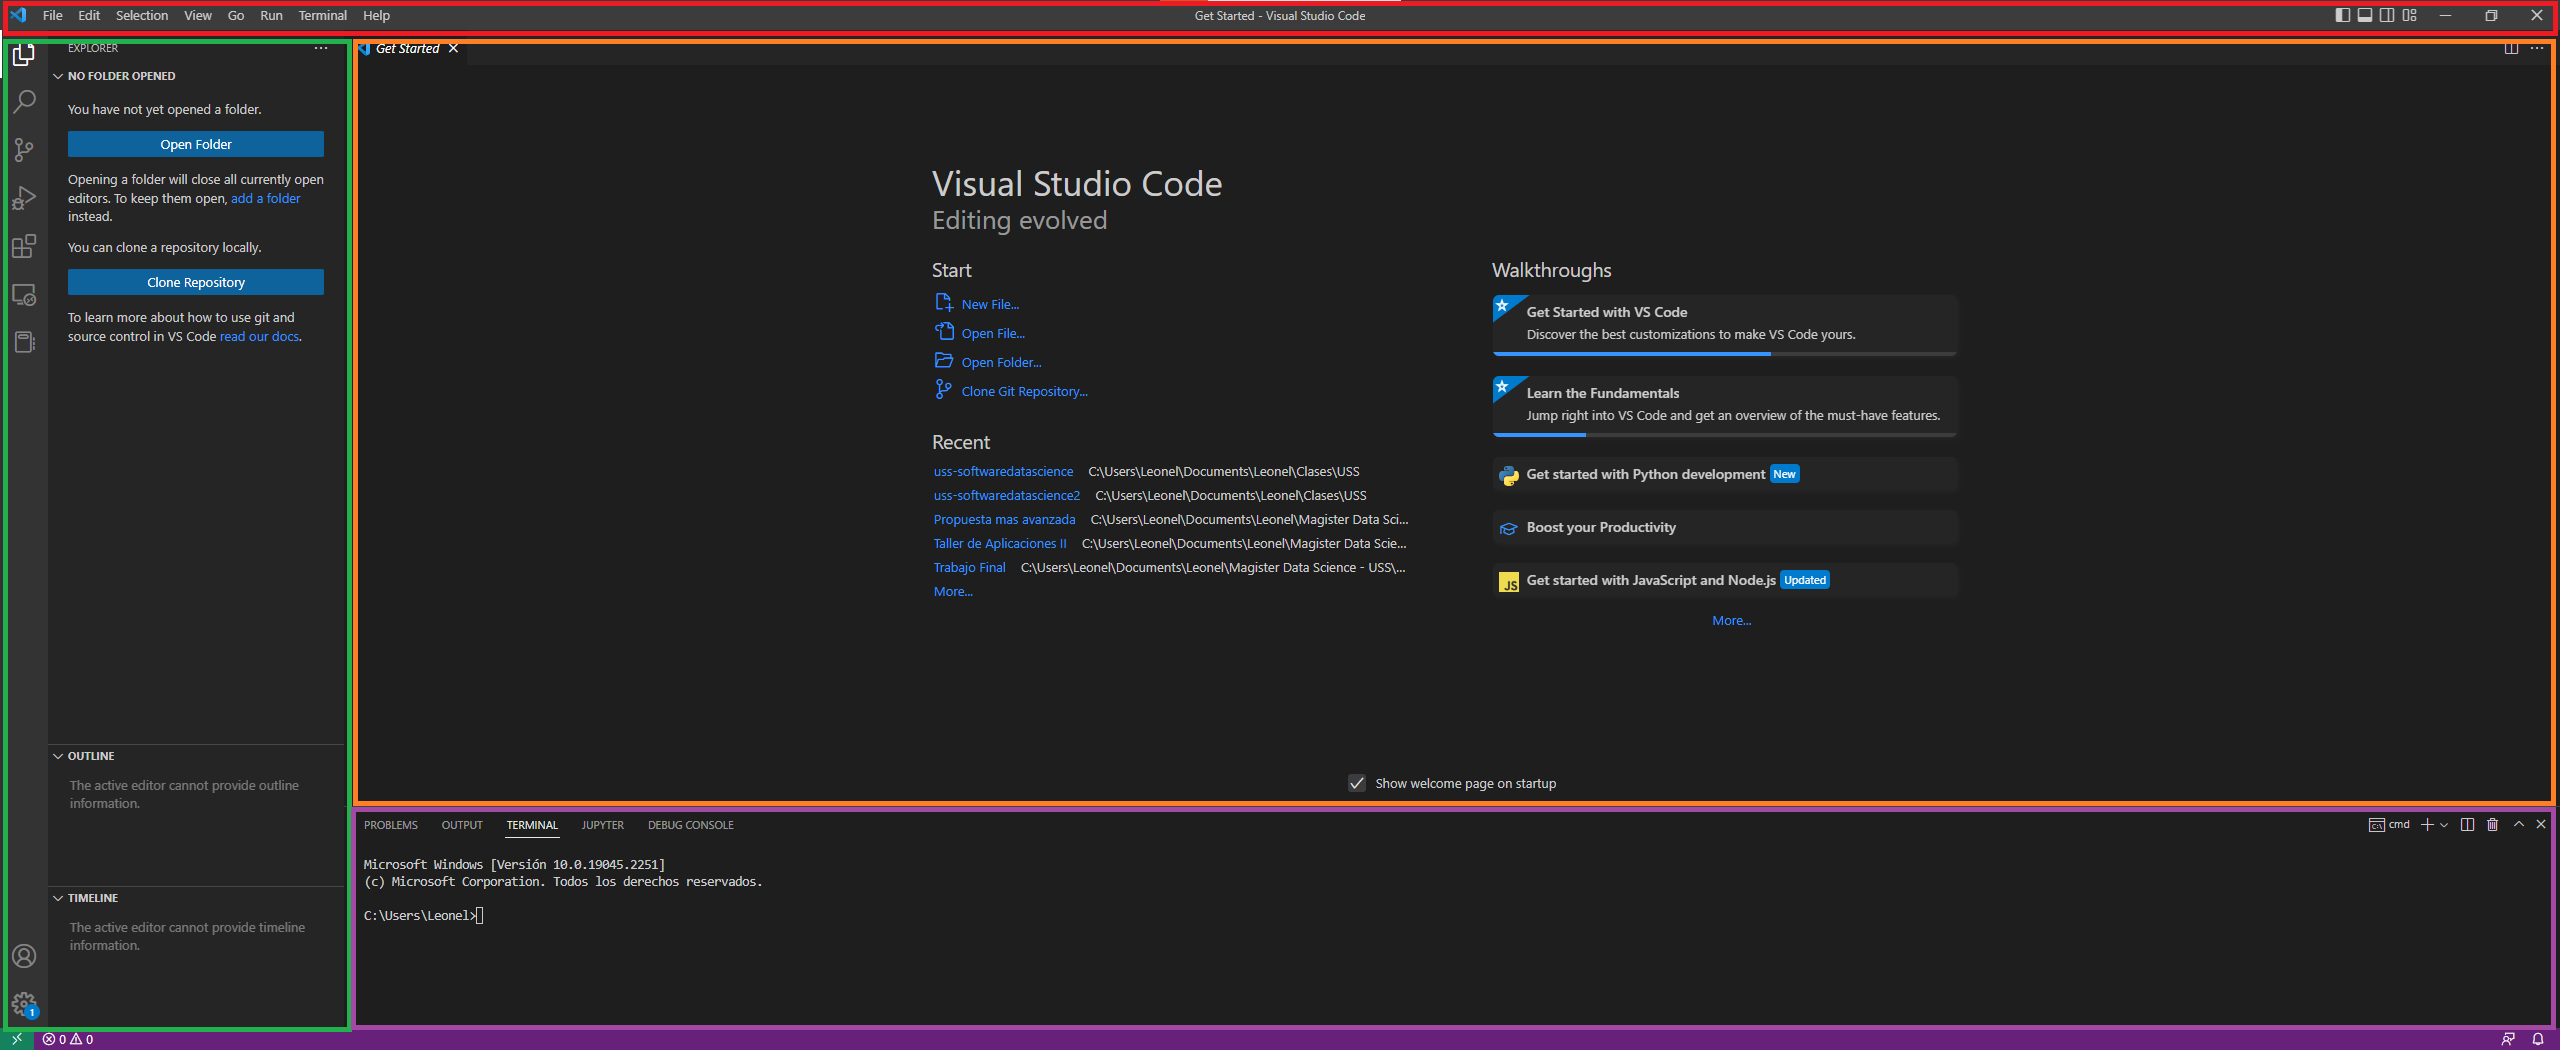 File Edit Selection View Go Run Terminal Help
Get Started - Visual Studio Code
EXPLORER
NO FOLDER OPENED
You have not yet opened a folder.
Open Folder
Opening a folder will close all currently open
editors. To keep them open, add a folder
instead.
You can clone a repository locally.
Clone Repository
To learn more about how to use git and
source control in VS Code read our docs.
OUTLINE
The active editor cannot provide outline
information.
TIMELINE
The active editor cannot provide timeline
information.
1
Get Started
Visual Studio Code
Editing evolved
Start
New File...
Open File...
Open Folder...
Clone Git Repository...
Recent
uss-softwaredatascience C:\Users\Leonel\Documents\Leonel\Clases\USS
uss-softwaredatascience2 C:\Users\Leonel\Documents\Leonel\Clases\USS
Propuesta mas avanzada C:\Users\Leonel\Documents\Leonel\Magister Data Sci...
Taller de Aplicaciones II C:\Users\Leonel\Documents\Leonel\Magister Data Scie...
Trabajo Final C:\Users\Leonel\Documents\Leonel\Magister Data Science - USS\...
More...
Walkthroughs
Get Started with VS Code
Discover the best customizations to make VS Code yours.
Learn the Fundamentals
Jump right into VS Code and get an overview of the must-have features.
Get started with Python development New
Boost your Productivity
JS Get started with JavaScript and Node.js Updated
More...
Show welcome page on startup
PROBLEMS OUTPUT TERMINAL JUPYTER DEBUG CONSOLE
cmd
Microsoft Windows [Versión 10.0.19045.2251]
(c) Microsoft Corporation. Todos los derechos reservados.
C:\Users\Leonel>
0 0